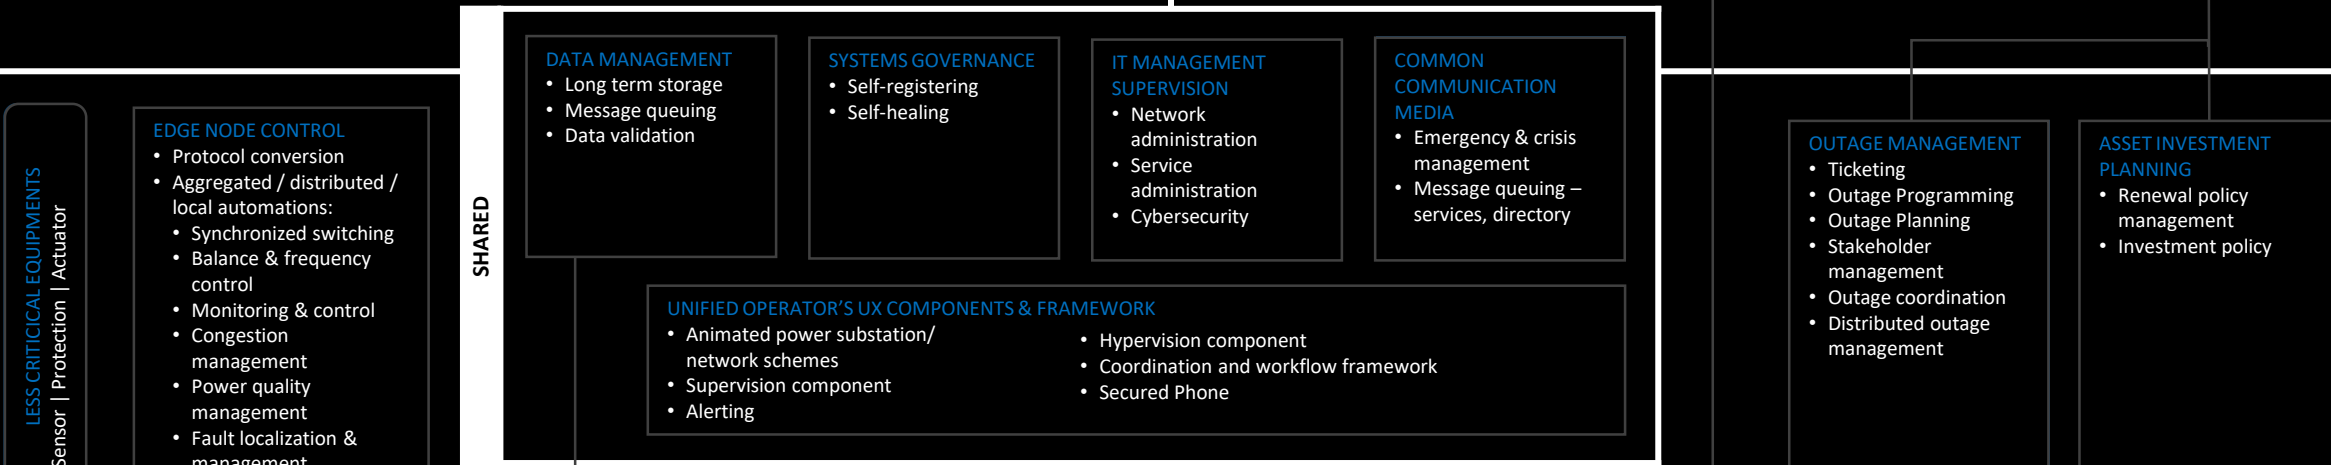 LESS CRITICICAL EQUIPMENTS
Sensor | Protection | Actuator
EDGE NODE CONTROL
• Protocol conversion
• Aggregated / distributed /
local automations:
• Synchronized switching
• Balance & frequency
control
• Monitoring & control
• Congestion
management
• Power quality
management
• Fault localization &
management
SHARED
DATA MANAGEMENT
• Long term storage
• Message queuing
• Data validation
SYSTEMS GOVERNANCE
• Self-registering
• Self-healing
IT MANAGEMENT
SUPERVISION
• Network
administration
• Service
administration
• Cybersecurity
COMMON
COMMUNICATION
MEDIA
• Emergency & crisis
management
• Message queuing –
services, directory
UNIFIED OPERATOR'S UX COMPONENTS & FRAMEWORK
• Animated power substation/
network schemes
• Supervision component
• Alerting
• Hypervision component
• Coordination and workflow framework
• Secured Phone
OUTAGE MANAGEMENT
• Ticketing
• Outage Programming
• Outage Planning
• Stakeholder
management
• Outage coordination
• Distributed outage
management
ASSET INVESTMENT
PLANNING
• Renewal policy
management
• Investment policy